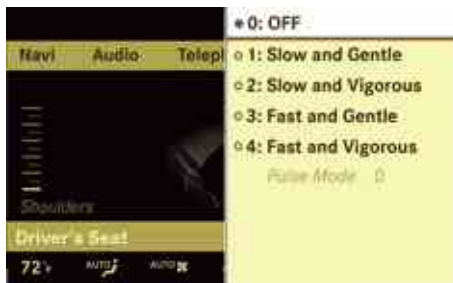 0: OFF
Navi Audio Telepl
1: Slow and Gentle
2: Slow and Vigorous
3: Fast and Gentle
4: Fast and Vigorous
Pulse Mode 0
Shoulders
Driver's Seat
72°F AUTO AUTO